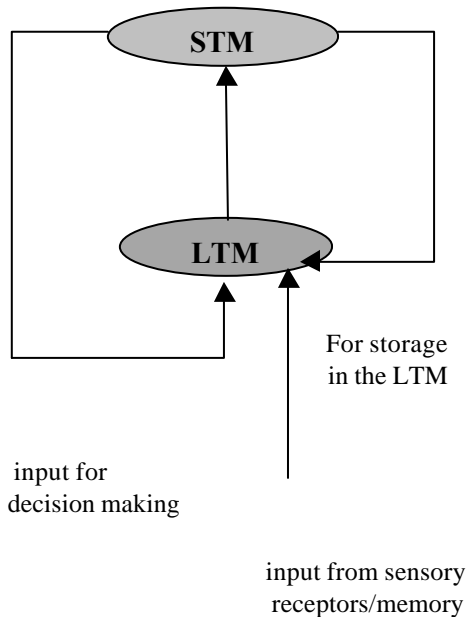 STM
LTM
For storage
in the LTM
input for
decision making
input from sensory
receptors/memory